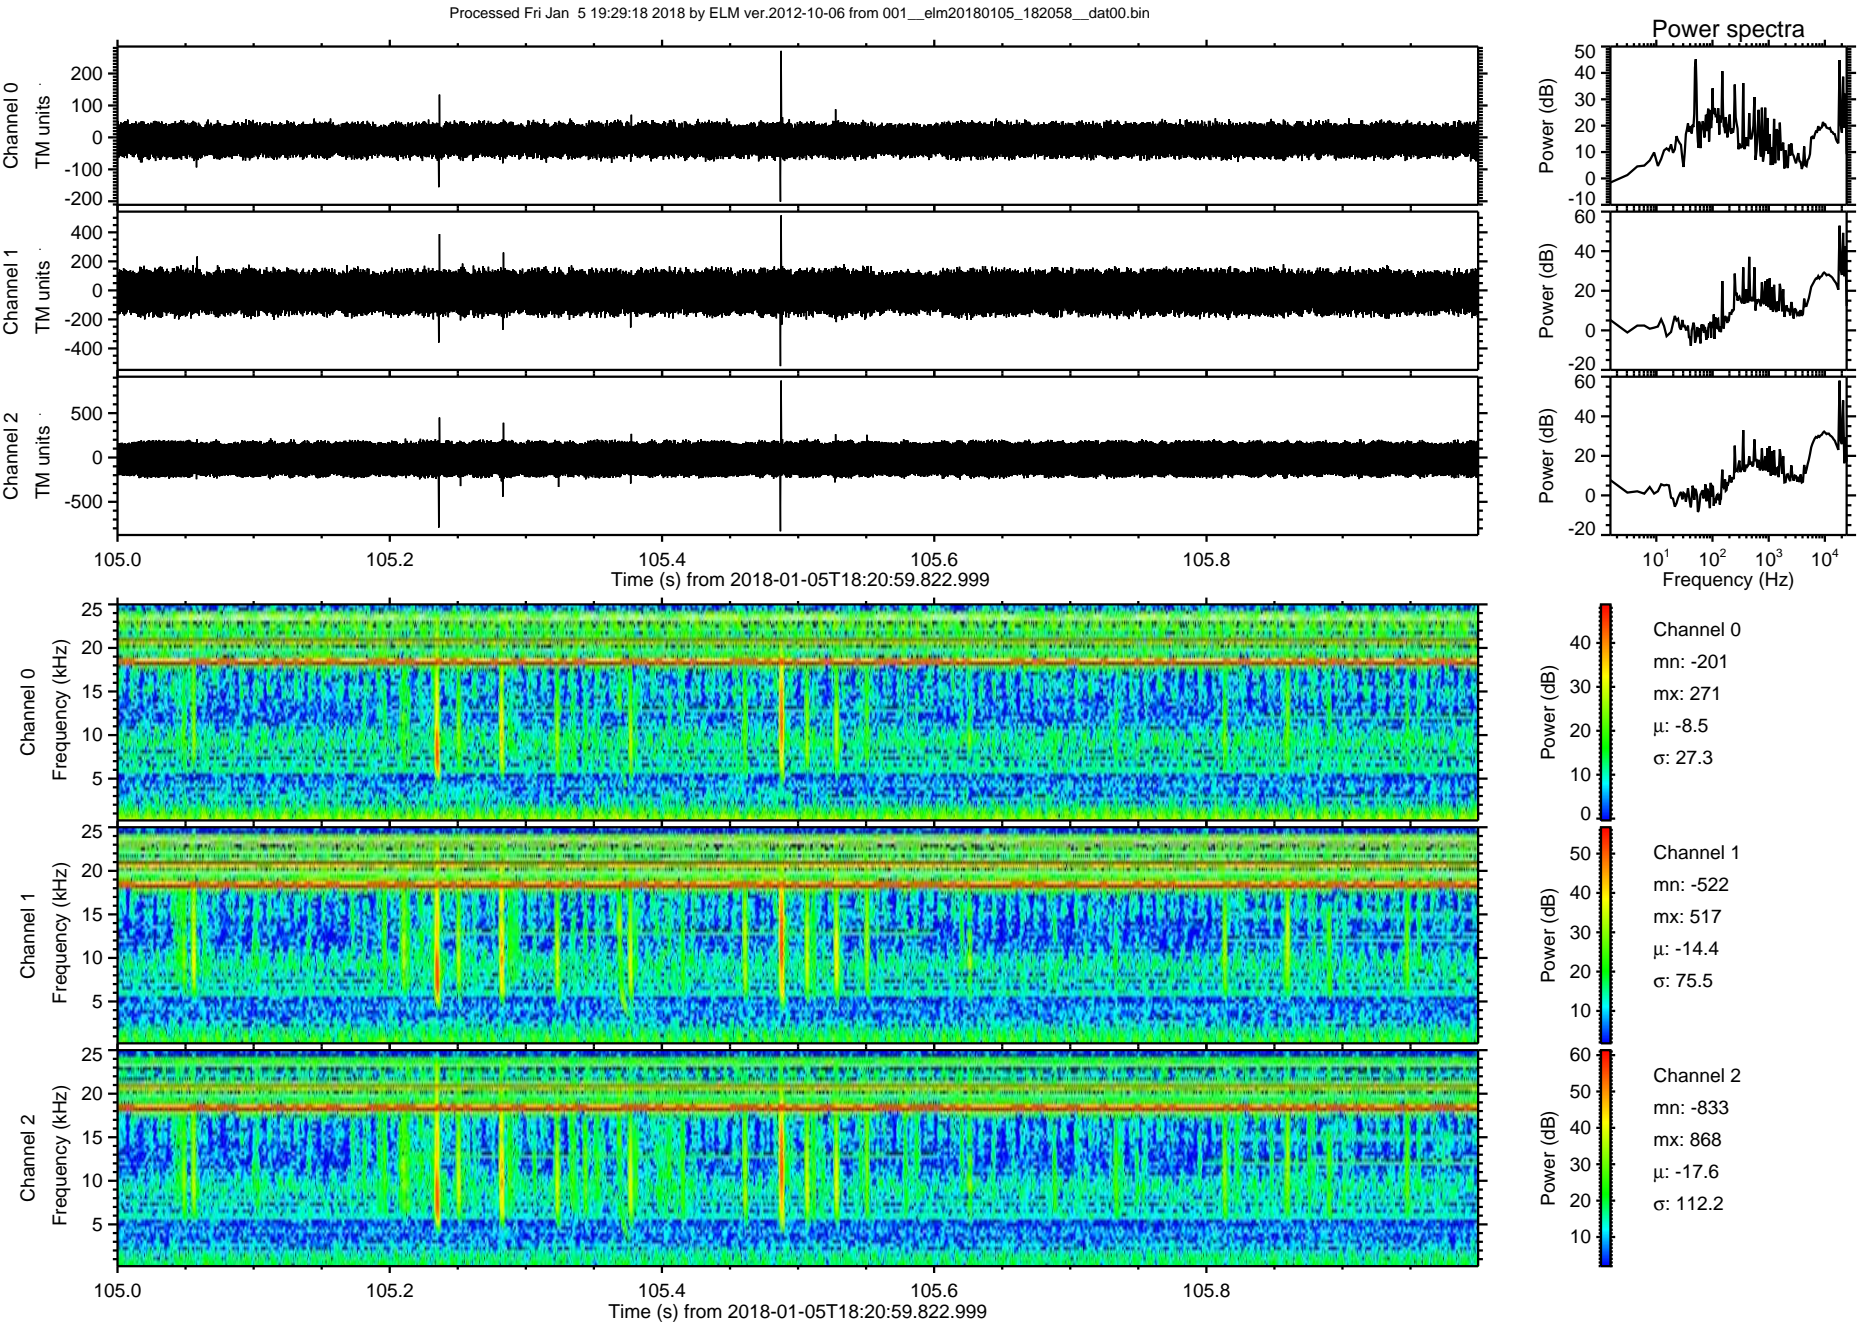 Processed Fri Jan  5 19:29:18 2018 by ELM ver.2012-10-06 from 001__elm20180105_182058__dat00.bin
Power spectra
Channel 0
TM units
200
100
0
-100
-200
Power (dB)
50
40
30
20
10
0
-10
Channel 1
TM units
400
200
0
-200
-400
Power (dB)
60
40
20
0
-20
Channel 2
TM units
500
0
-500
Power (dB)
60
40
20
0
-20
105.0 105.2 105.4 105.6 105.8
Time (s) from 2018-01-05T18:20:59.822.999
10^1 10^2 10^3 10^4
Frequency (Hz)
Channel 0
Frequency (kHz)
25
20
15
10
5
Power (dB)
40
30
20
10
0
Channel 0
mn: -201
mx: 271
μ: -8.5
σ: 27.3
Channel 1
Frequency (kHz)
25
20
15
10
5
Power (dB)
50
40
30
20
10
Channel 1
mn: -522
mx: 517
μ: -14.4
σ: 75.5
Channel 2
Frequency (kHz)
25
20
15
10
5
Power (dB)
60
50
40
30
20
10
Channel 2
mn: -833
mx: 868
μ: -17.6
σ: 112.2
105.0 105.2 105.4 105.6 105.8
Time (s) from 2018-01-05T18:20:59.822.999